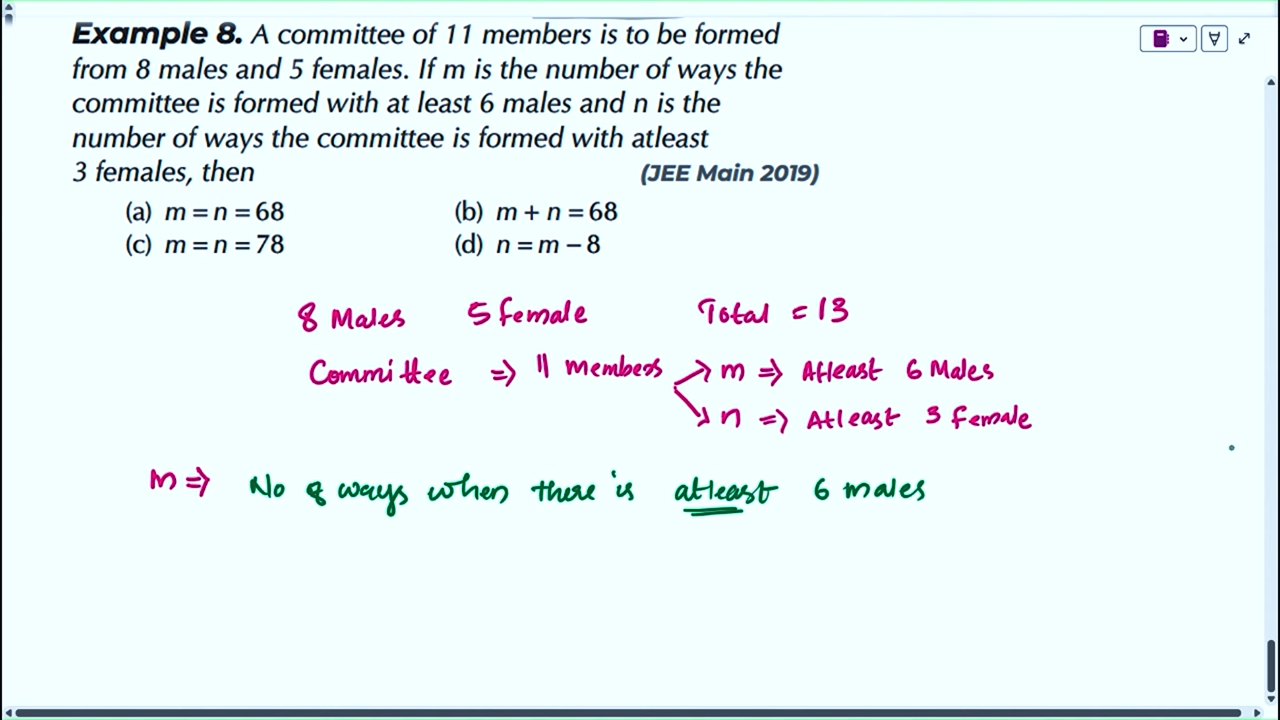 Example 8. A committee of 11 members is to be formed
from 8 males and 5 females. If m is the number of ways the
committee is formed with at least 6 males and n is the
number of ways the committee is formed with atleast
3 females, then (JEE Main 2019)
(a) m = n = 68 (b) m + n = 68
(c) m = n = 78 (d) n = m − 8
8 Males 5 female Total = 13
Committee ⇒ 11 members m ⇒ Atleast 6 Males
n ⇒ Atleast 3 female
m ⇒ No of ways when there is atleast 6 males